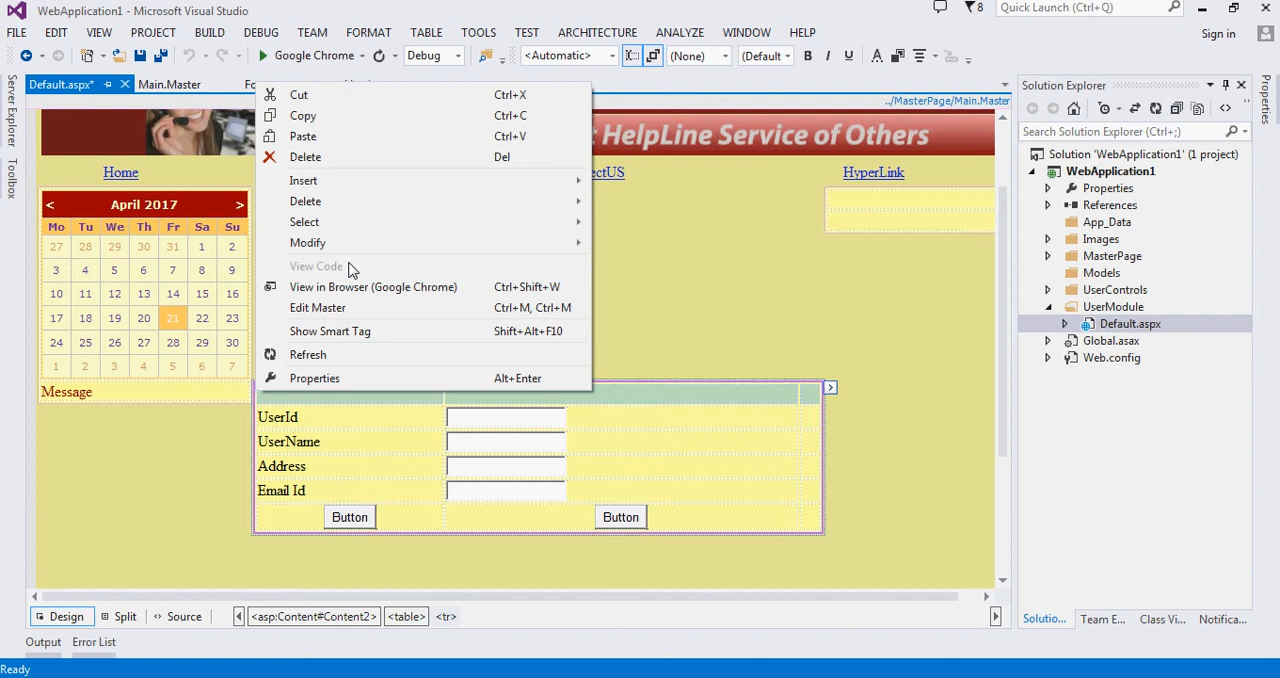 WebApplication1 - Microsoft Visual Studio
8
Quick Launch (Ctrl+Q)
FILE EDIT VIEW PROJECT BUILD DEBUG TEAM FORMAT TABLE TOOLS TEST ARCHITECTURE ANALYZE WINDOW HELP
Sign in
Google Chrome
Debug
<Automatic>
(None)
(Default
B I U A
Server Explorer
Toolbox
Default.aspx*
Main.Master
Fo
../MasterPage/Main.Master
HelpLine Service of Others
Home
ectUS
HyperLink
< April 2017 >
Mo Tu We Th Fr Sa Su
27 28 29 30 31 1 2
3 4 5 6 7 8 9
10 11 12 13 14 15 16
17 18 19 20 21 22 23
24 25 26 27 28 29 30
1 2 3 4 5 6 7
Message
Cut Ctrl+X
Copy Ctrl+C
Paste Ctrl+V
Delete Del
Insert
Delete
Select
Modify
View Code
View in Browser (Google Chrome) Ctrl+Shift+W
Edit Master Ctrl+M, Ctrl+M
Show Smart Tag Shift+Alt+F10
Refresh
Properties Alt+Enter
UserId
UserName
Address
Email Id
Button Button
Design Split Source
<asp:Content#Content2> <table> <tr>
Output Error List
Ready
Solution Explorer
Search Solution Explorer (Ctrl+;)
Solution 'WebApplication1' (1 project)
WebApplication1
Properties
References
App_Data
Images
MasterPage
Models
UserControls
UserModule
Default.aspx
Global.asax
Web.config
Solutio... Team E... Class Vi... Notifica...
Properties